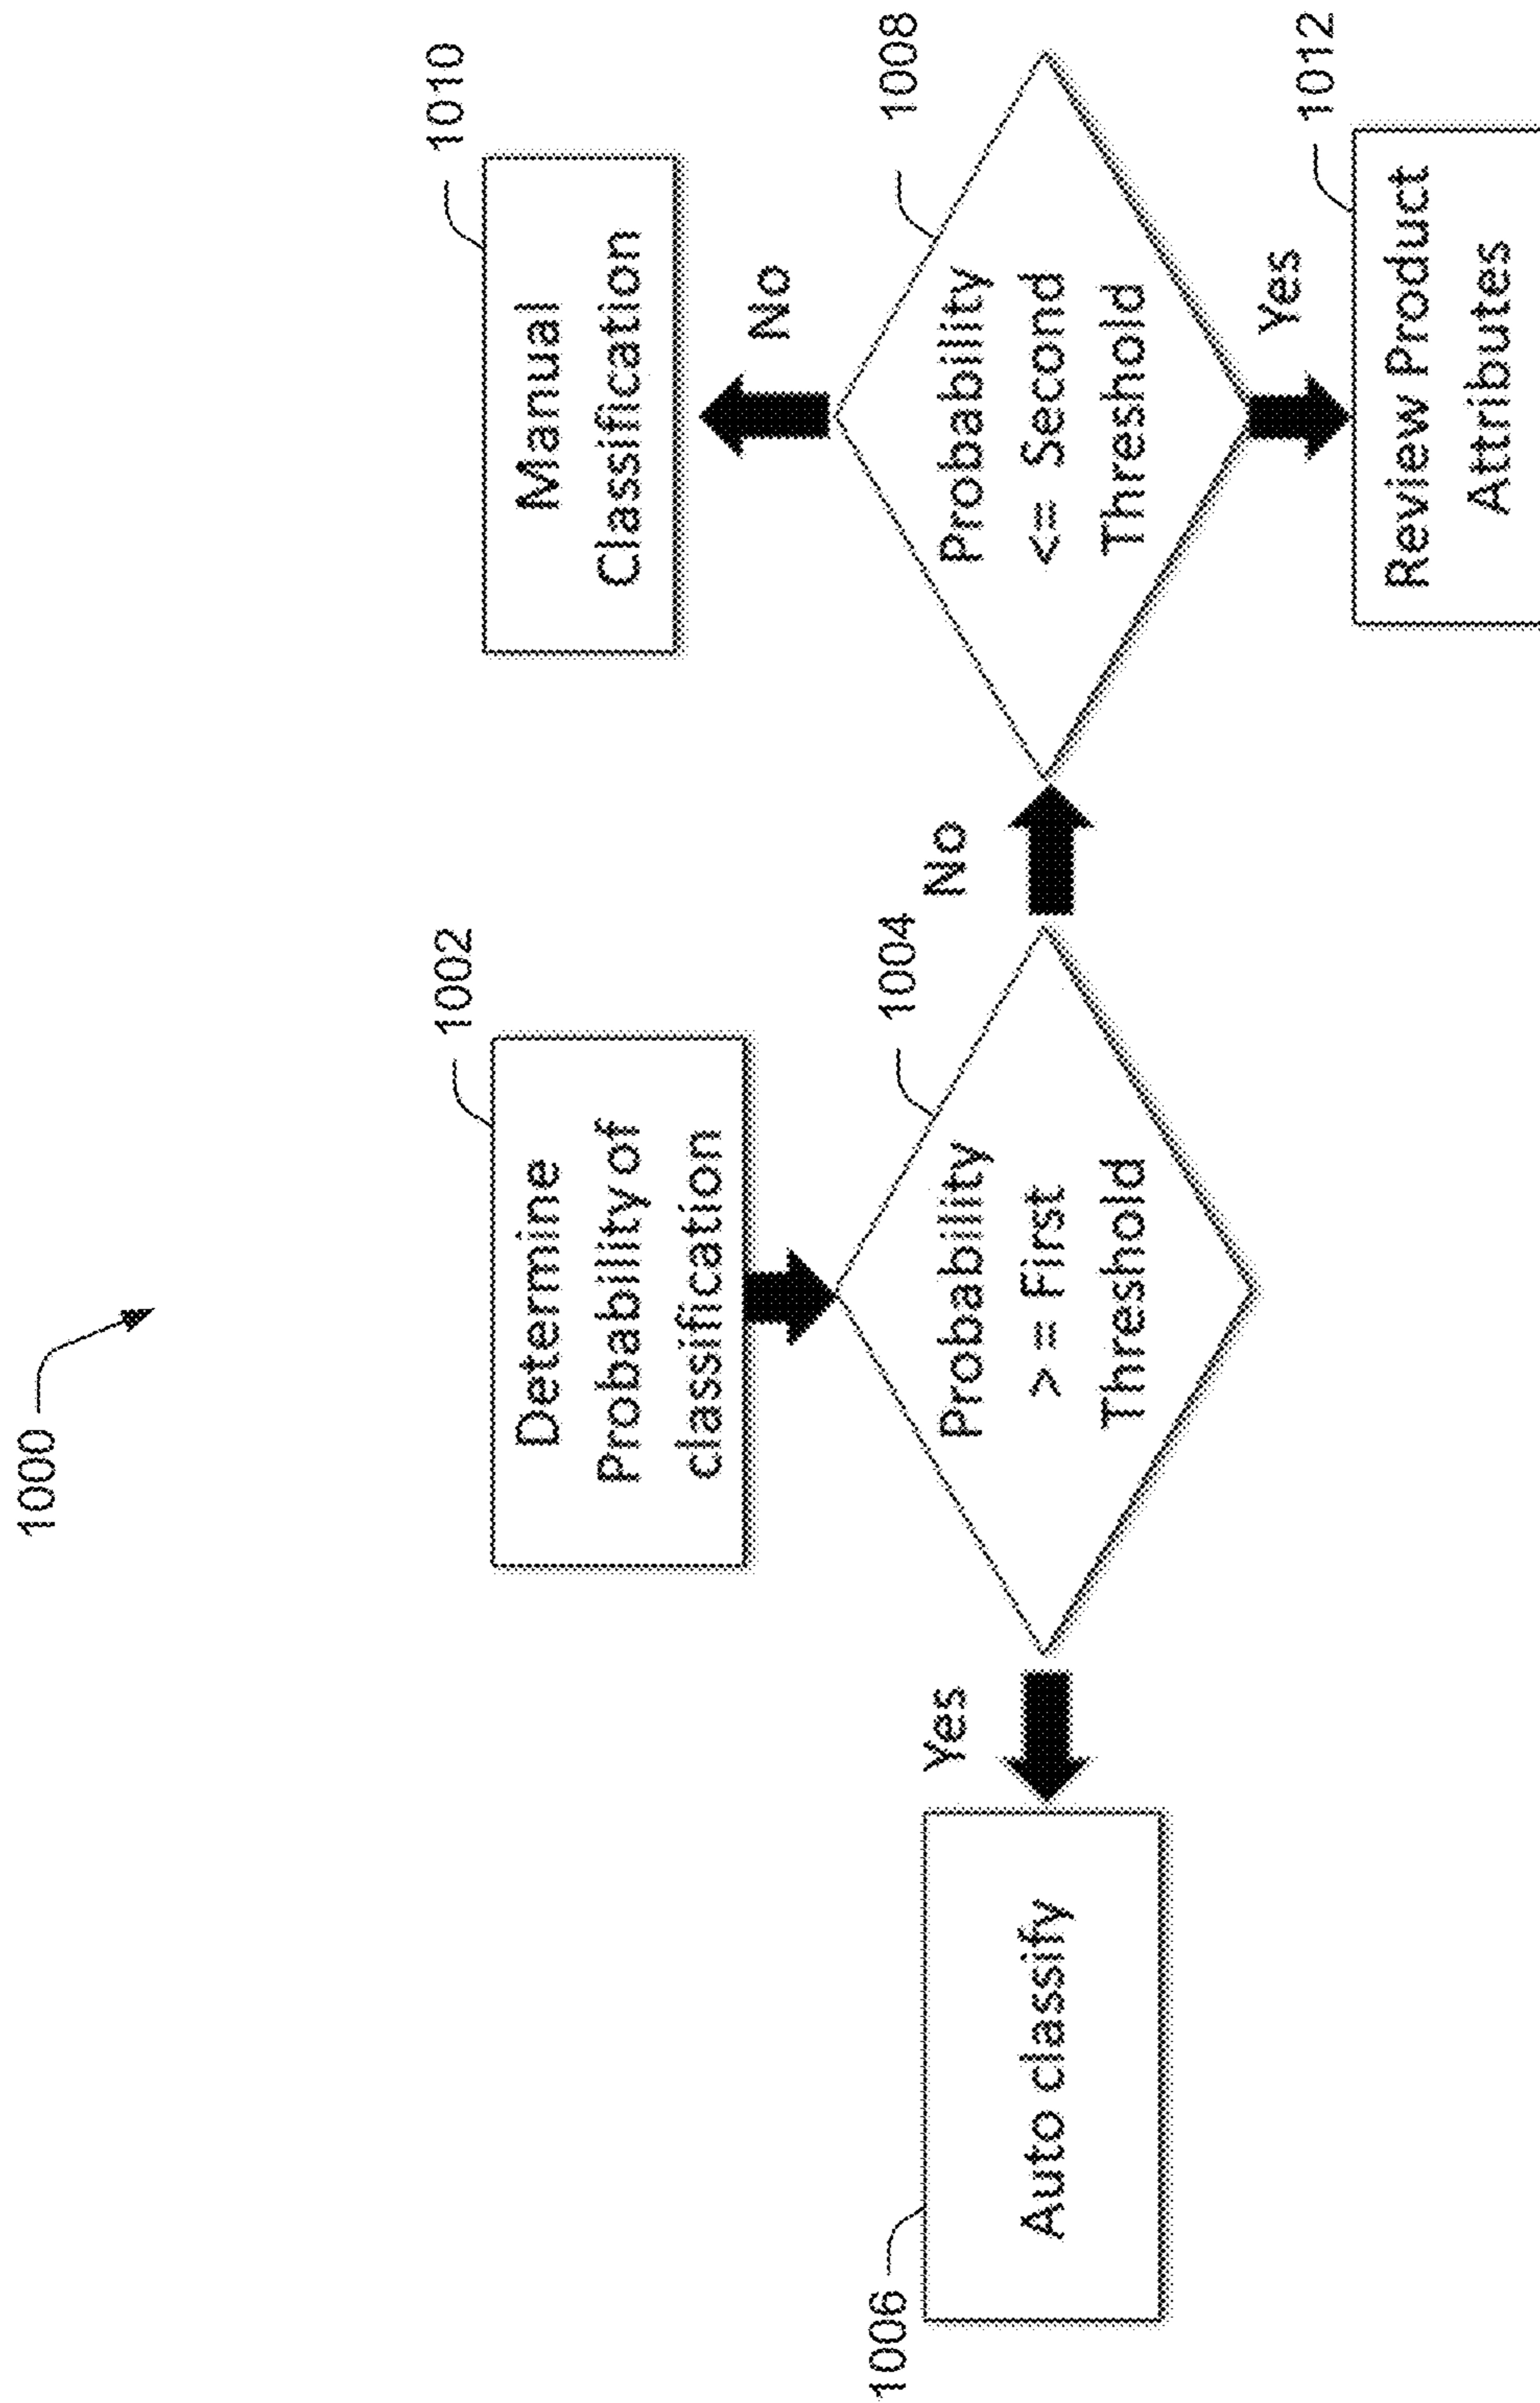 1000
1002
Determine
Probability of
classification
1010
Manual
Classification
No
1004
Probability
>= First
Threshold
Yes
No
1006
Auto classify
1008
Probability
<= Second
Threshold
Yes
1012
Review Product
Attributes